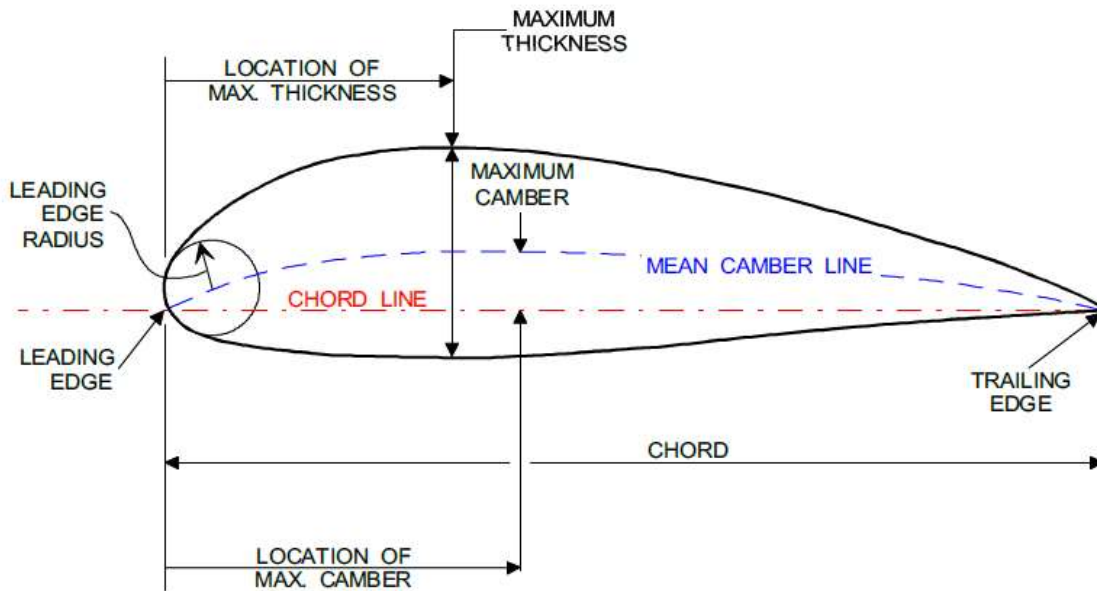 MAXIMUM
THICKNESS
LOCATION OF
MAX. THICKNESS
MAXIMUM
CAMBER
LEADING
EDGE
RADIUS
MEAN CAMBER LINE
CHORD LINE
LEADING
EDGE
TRAILING
EDGE
CHORD
LOCATION OF
MAX. CAMBER